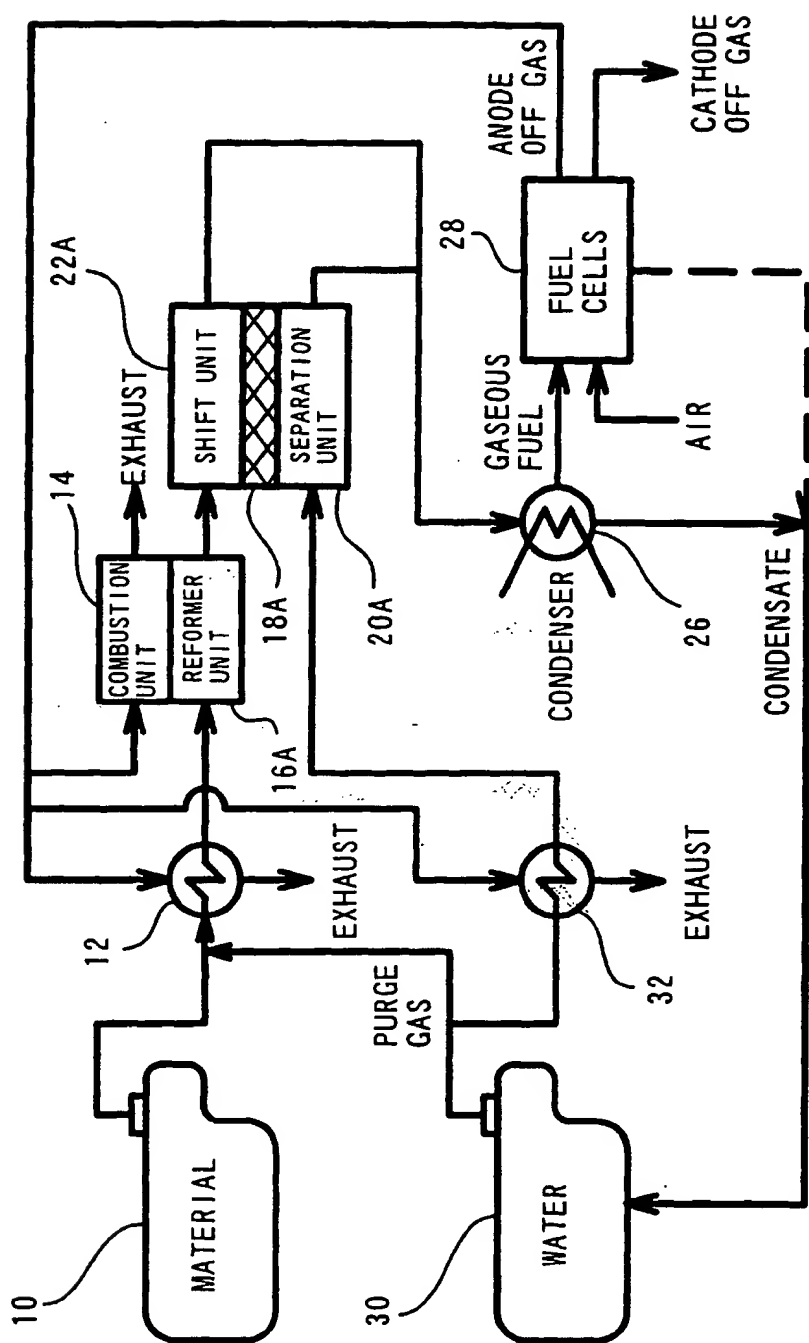 10
MATERIAL
12
EXHAUST
16A
14
COMBUSTION
UNIT
REFORMER
UNIT
EXHAUST
22A
SHIFT UNIT
SEPARATION
UNIT
18A
20A
30
WATER
PURGE
GAS
32
EXHAUST
CONDENSER
26
CONDENSATE
GASEOUS
FUEL
AIR
28
FUEL
CELLS
ANODE
OFF GAS
CATHODE
OFF GAS